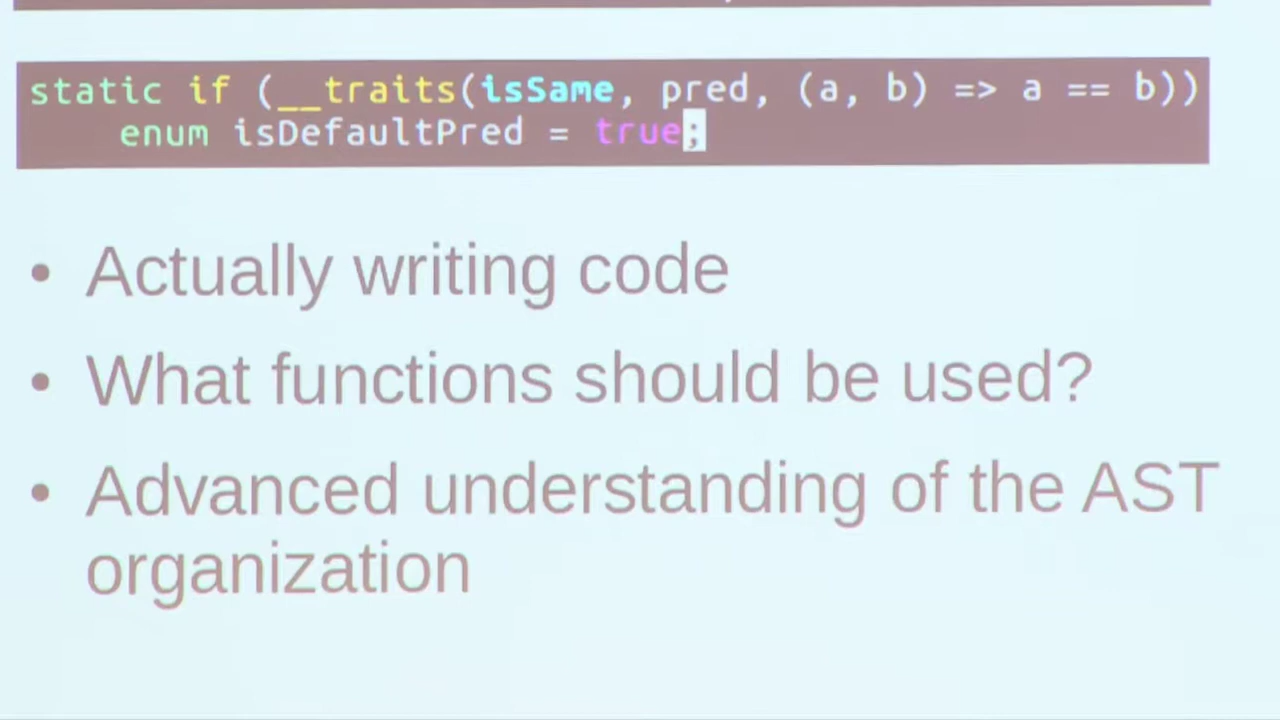 static if (__traits(isSame, pred, (a, b) => a == b))
    enum isDefaultPred = true;
• Actually writing code
• What functions should be used?
• Advanced understanding of the AST
organization